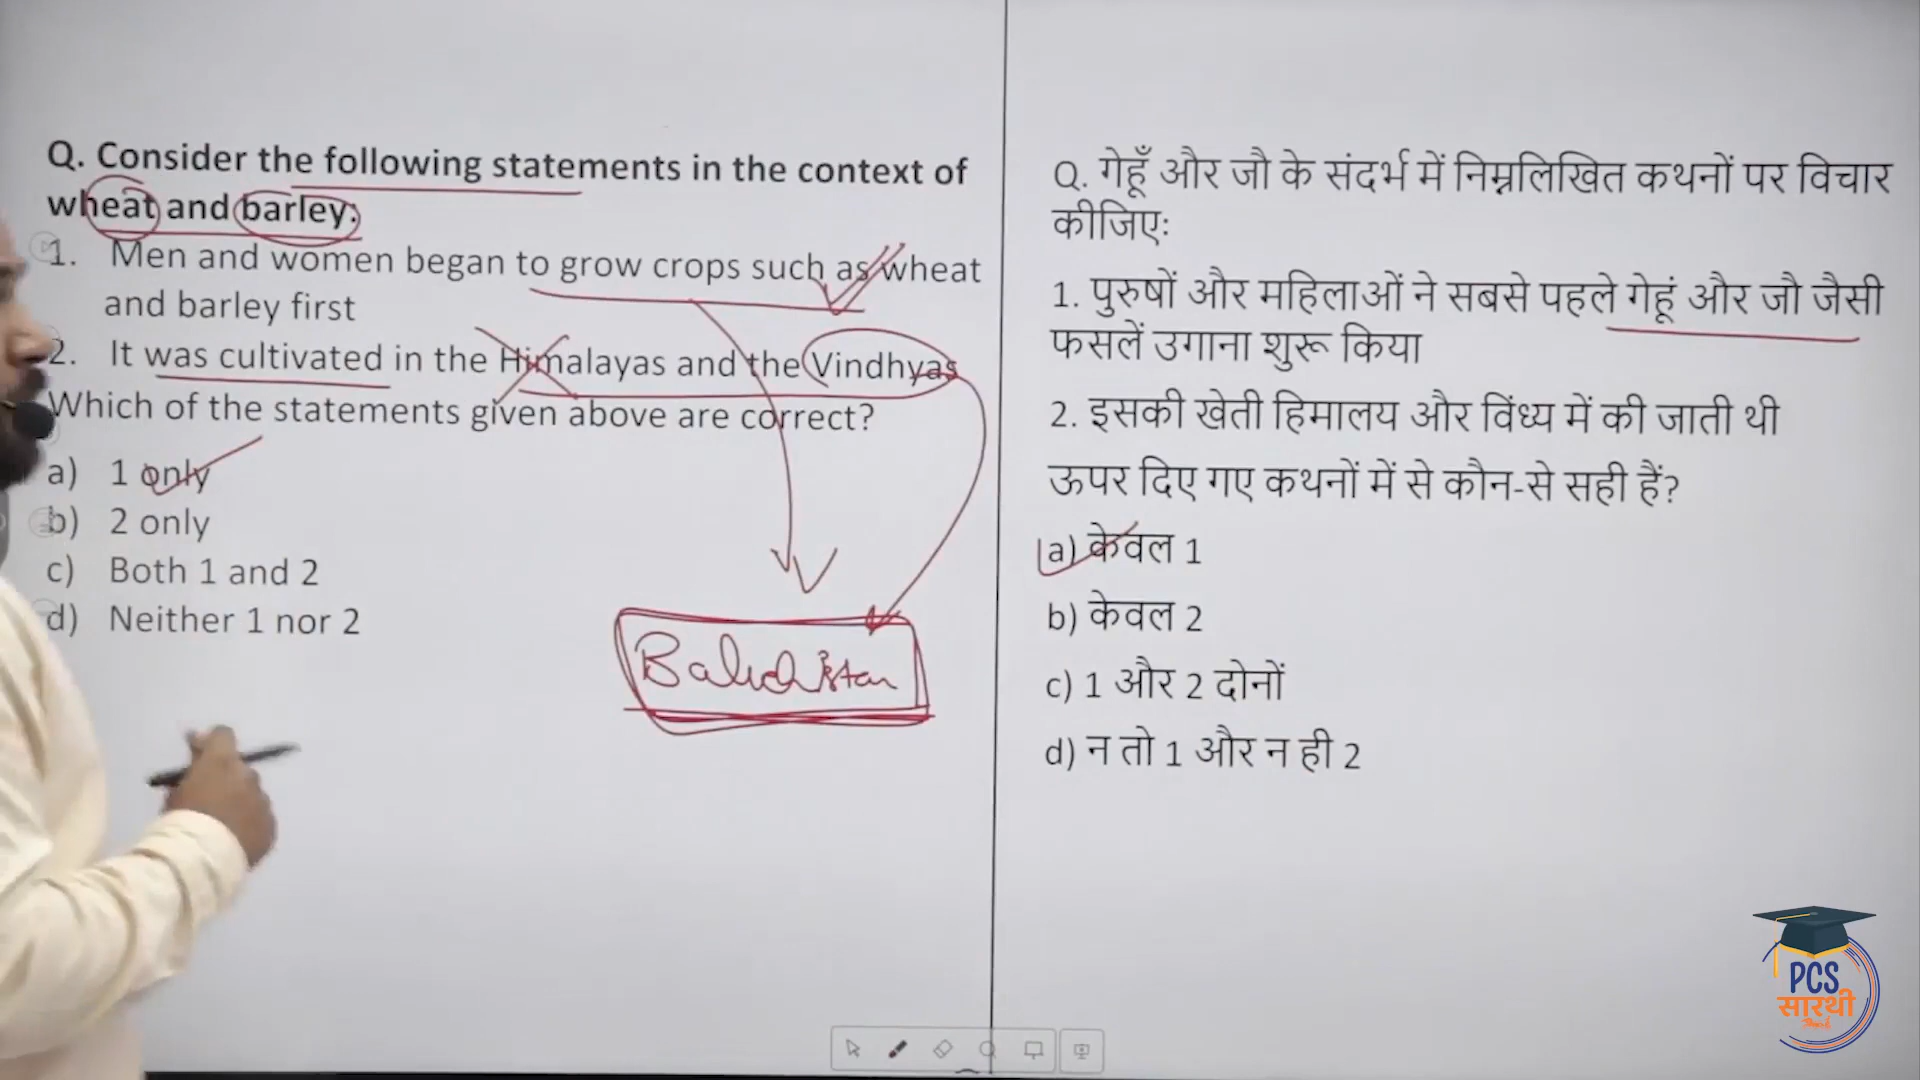 Q. Consider the following statements in the context of
wheat and barley:
1. Men and women began to grow crops such as wheat
and barley first
2. It was cultivated in the Himalayas and the Vindhyas
Which of the statements given above are correct?
a) 1 only
b) 2 only
c) Both 1 and 2
d) Neither 1 nor 2
Baluchistan
Q. गेहूँ और जौ के संदर्भ में निम्नलिखित कथनों पर विचार
कीजिए:
1. पुरुषों और महिलाओं ने सबसे पहले गेहूं और जौ जैसी
फसलें उगाना शुरू किया
2. इसकी खेती हिमालय और विंध्य में की जाती थी
ऊपर दिए गए कथनों में से कौन-से सही हैं?
a) केवल 1
b) केवल 2
c) 1 और 2 दोनों
d) न तो 1 और न ही 2
PCS
सारथी